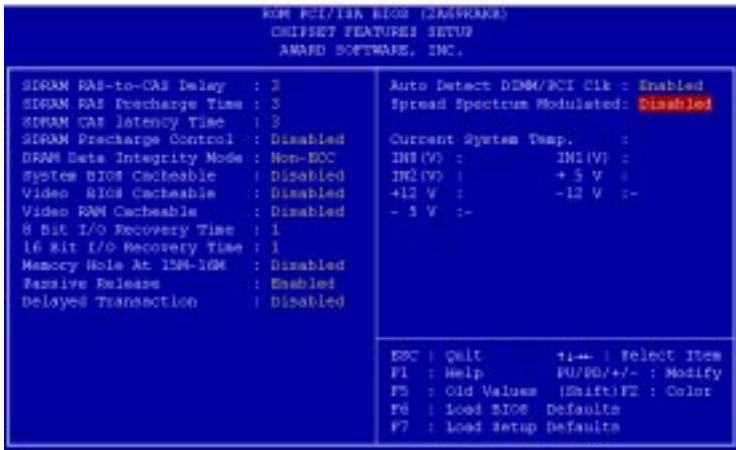 ROM PCI/ISA BIOS (2A69KAKB)
CHIPSET FEATURES SETUP
AWARD SOFTWARE, INC.
SDRAM RAS-to-CAS Delay : 3
SDRAM RAS Precharge Time : 3
SDRAM CAS latency Time : 3
SDRAM Precharge Control : Disabled
DRAM Data Integrity Mode : Non-ECC
System BIOS Cacheable : Disabled
Video BIOS Cacheable : Disabled
Video RAM Cacheable : Disabled
8 Bit I/O Recovery Time : 1
16 Bit I/O Recovery Time : 1
Memory Hole At 15M-16M : Disabled
Passive Release : Enabled
Delayed Transaction : Disabled
Auto Detect DIMM/PCI Clk : Enabled
Spread Spectrum Modulated: Disabled
Current System Temp. :
IN0(V) : IN1(V) :
IN2(V) : + 5 V :
+12 V : -12 V :-
- 5 V :-
ESC : Quit ↑↓→← : Select Item
F1 : Help PU/PD/+/- : Modify
F5 : Old Values (Shift)F2 : Color
F6 : Load BIOS Defaults
F7 : Load Setup Defaults